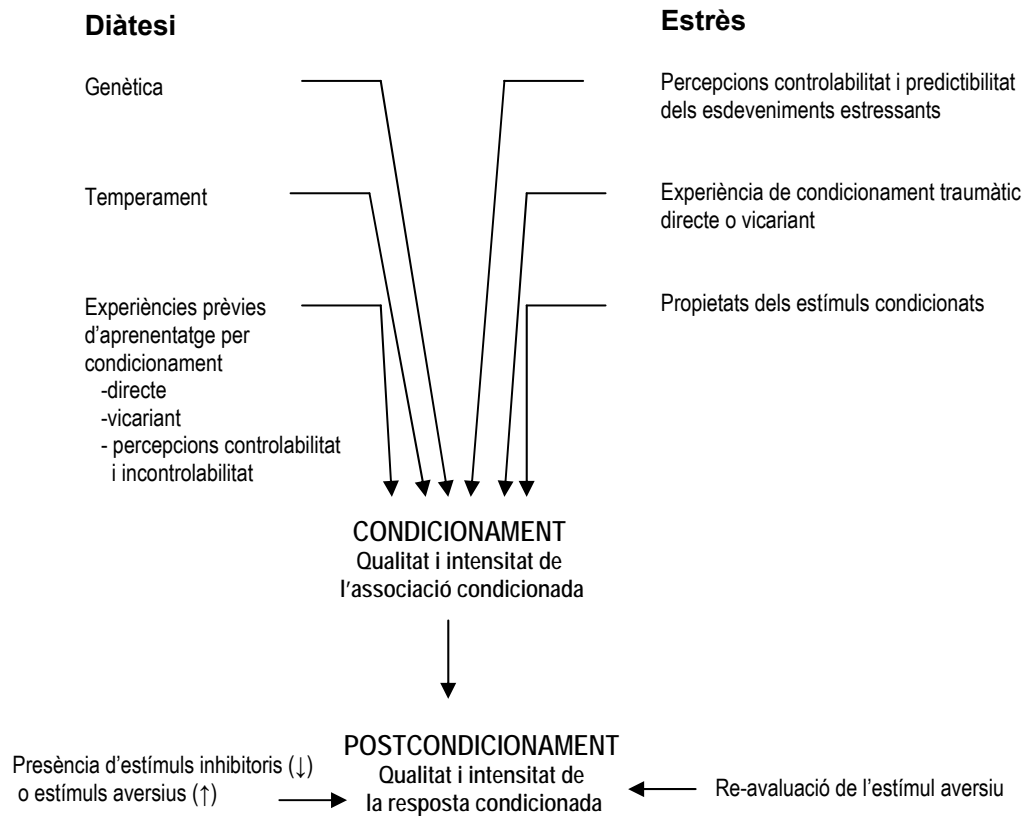 Diàtesi
Genètica
Temperament
Experiències prèvies
d'aprenentatge per
condicionament
-directe
-vicariant
- percepcions controlabilitat
i incontrolabilitat
Estrès
Percepcions controlabilitat i predictibilitat
dels esdeveniments estressants
Experiència de condicionament traumàtic
directe o vicariant
Propietats dels estímuls condicionats
CONDICIONAMENT
Qualitat i intensitat de
l'associació condicionada
POSTCONDICIONAMENT
Qualitat i intensitat de
la resposta condicionada
Presència d'estímuls inhibitoris (↓)
o estímuls aversius (↑)
Re-avaluació de l'estímul aversiu